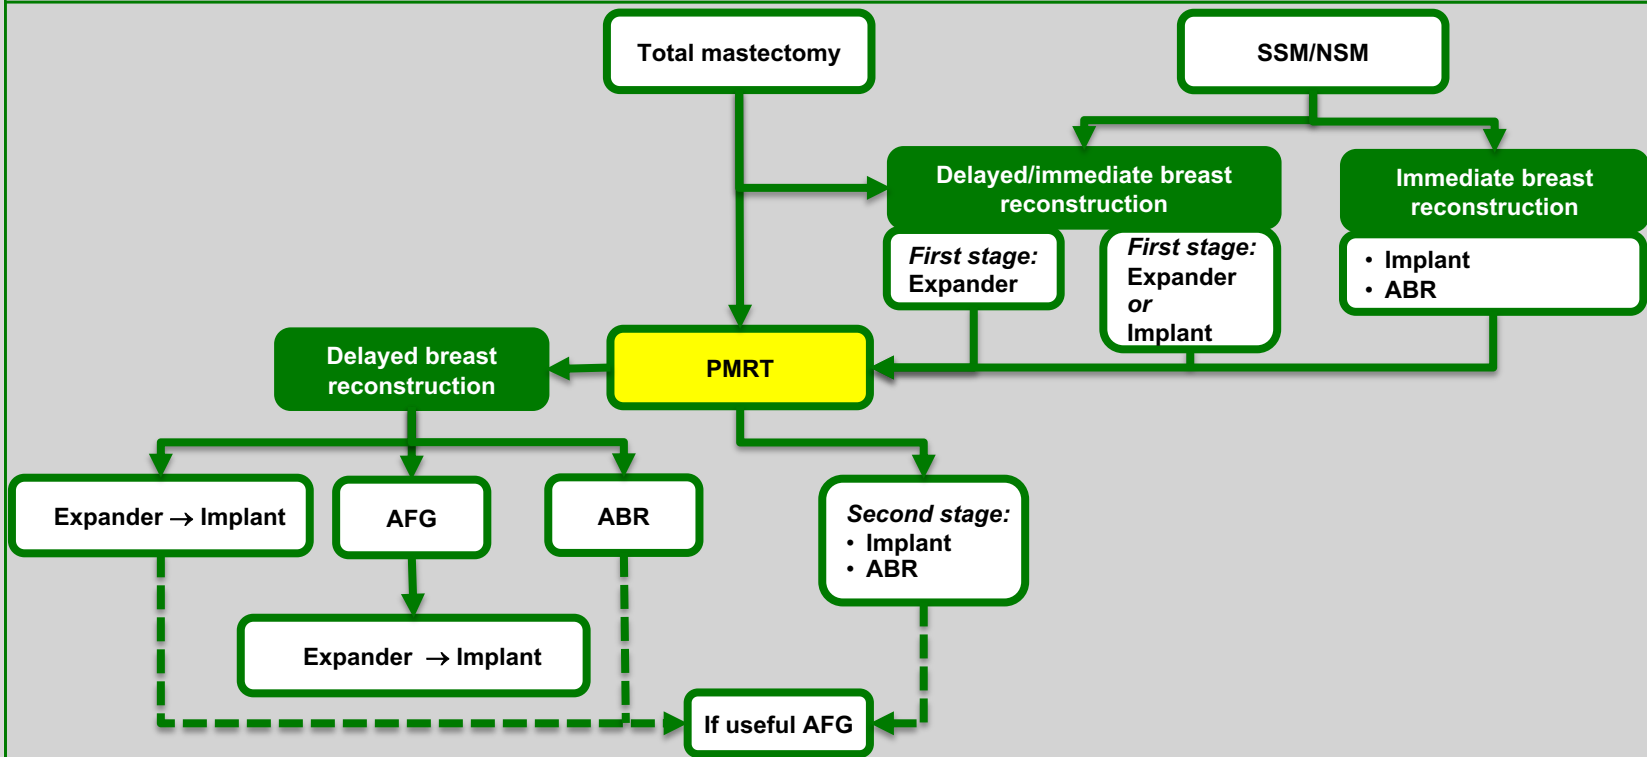 Total mastectomy
SSM/NSM
Delayed/immediate breast
reconstruction
Immediate breast
reconstruction
First stage:
Expander
First stage:
Expander
or
Implant
• Implant
• ABR
Delayed breast
reconstruction
PMRT
Expander → Implant
AFG
ABR
Second stage:
• Implant
• ABR
Expander → Implant
If useful AFG